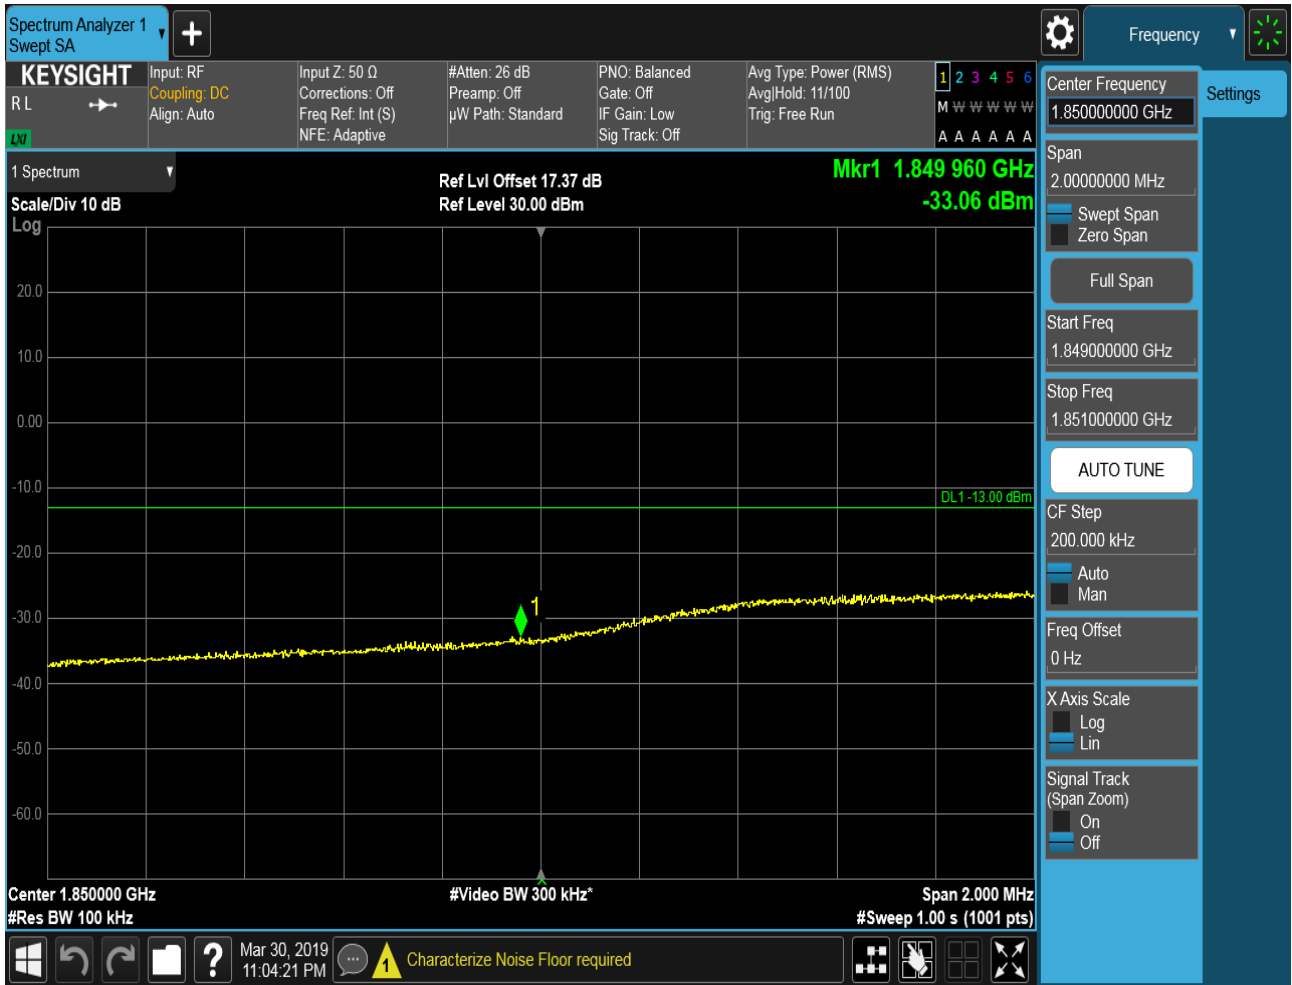 Spectrum Analyzer 1
Swept SA
Frequency
KEYSIGHT
R L
LXI
Input: RF
Coupling: DC
Align: Auto
Input Z: 50 Ω
Corrections: Off
Freq Ref: Int (S)
NFE: Adaptive
#Atten: 26 dB
Preamp: Off
µW Path: Standard
PNO: Balanced
Gate: Off
IF Gain: Low
Sig Track: Off
Avg Type: Power (RMS)
Avg|Hold: 11/100
Trig: Free Run
1 2 3 4 5 6
M W W W W W
A A A A A A
1 Spectrum
Scale/Div 10 dB
Log
Ref Lvl Offset 17.37 dB
Ref Level 30.00 dBm
Mkr1 1.849 960 GHz
-33.06 dBm
20.0
10.0
0.00
-10.0
DL1 -13.00 dBm
-20.0
1
-30.0
-40.0
-50.0
-60.0
Center 1.850000 GHz
#Video BW 300 kHz*
Span 2.000 MHz
#Res BW 100 kHz
#Sweep 1.00 s (1001 pts)
Center Frequency
1.850000000 GHz
Settings
Span
2.00000000 MHz
Swept Span
Zero Span
Full Span
Start Freq
1.849000000 GHz
Stop Freq
1.851000000 GHz
AUTO TUNE
CF Step
200.000 kHz
Auto
Man
Freq Offset
0 Hz
X Axis Scale
Log
Lin
Signal Track
(Span Zoom)
On
Off
?
Mar 30, 2019
11:04:21 PM
1
Characterize Noise Floor required